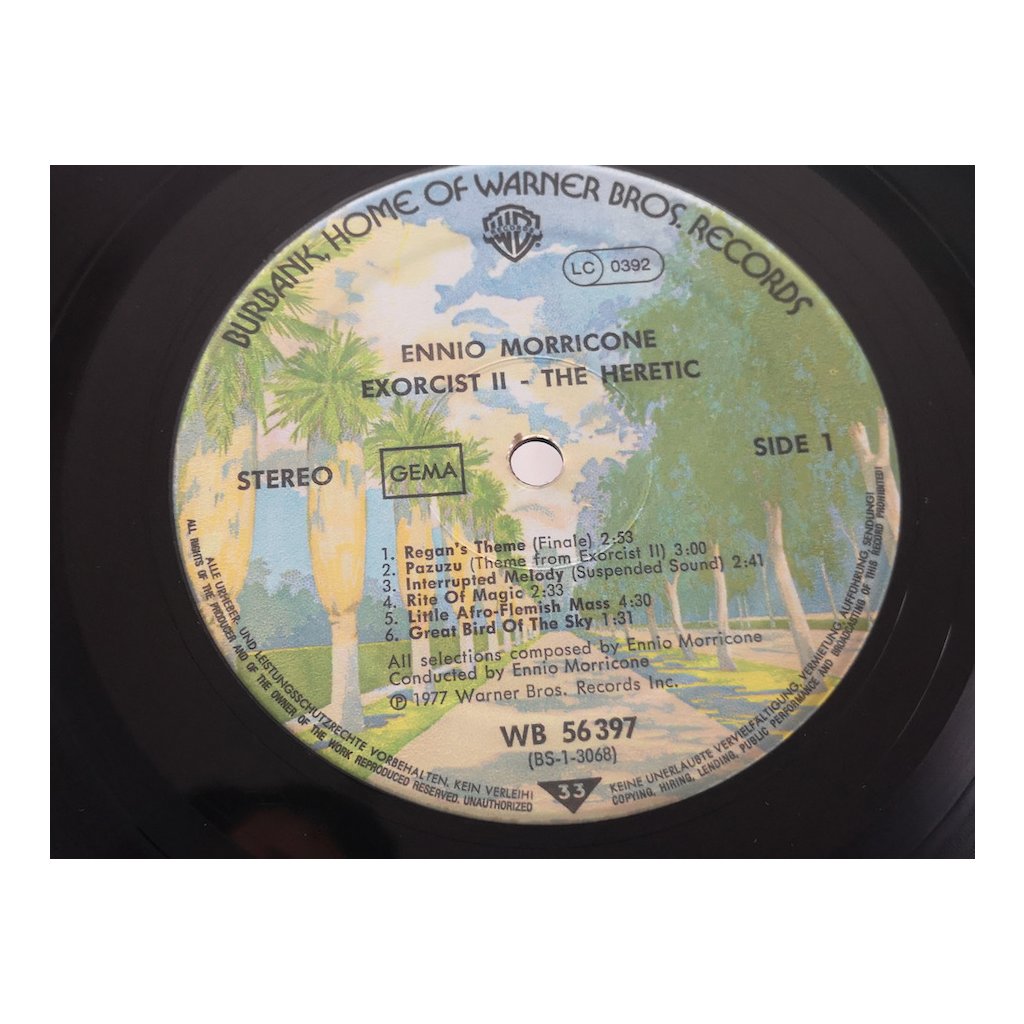 BURBANK, HOME OF WARNER BROS. RECORDS
LC 0392
ENNIO MORRICONE
EXORCIST II - THE HERETIC
STEREO
GEMA
SIDE 1
1. Regan's Theme (Finale) 2:53
2. Pazuzu (Theme from Exorcist II) 3:00
3. Interrupted Melody (Suspended Sound) 2:41
4. Rite Of Magic 2:33
5. Little Afro-Flemish Mass 4:30
6. Great Bird Of The Sky 1:31
All selections composed by Ennio Morricone
Conducted by Ennio Morricone
℗ 1977 Warner Bros. Records Inc.
WB 56 397
(BS-1-3068)
33
ALLE URHEBER- UND LEISTUNGSSCHUTZRECHTE VORBEHALTEN. KEIN VERLEIH! KEINE UNERLAUBTE VERVIELFÄLTIGUNG, VERMIETUNG, AUFFÜHRUNG, SENDUNG!
ALL RIGHTS OF THE PRODUCER AND OF THE OWNER OF THE WORK REPRODUCED RESERVED. UNAUTHORIZED COPYING, HIRING, LENDING, PUBLIC PERFORMANCE AND BROADCASTING OF THIS RECORD PROHIBITED!